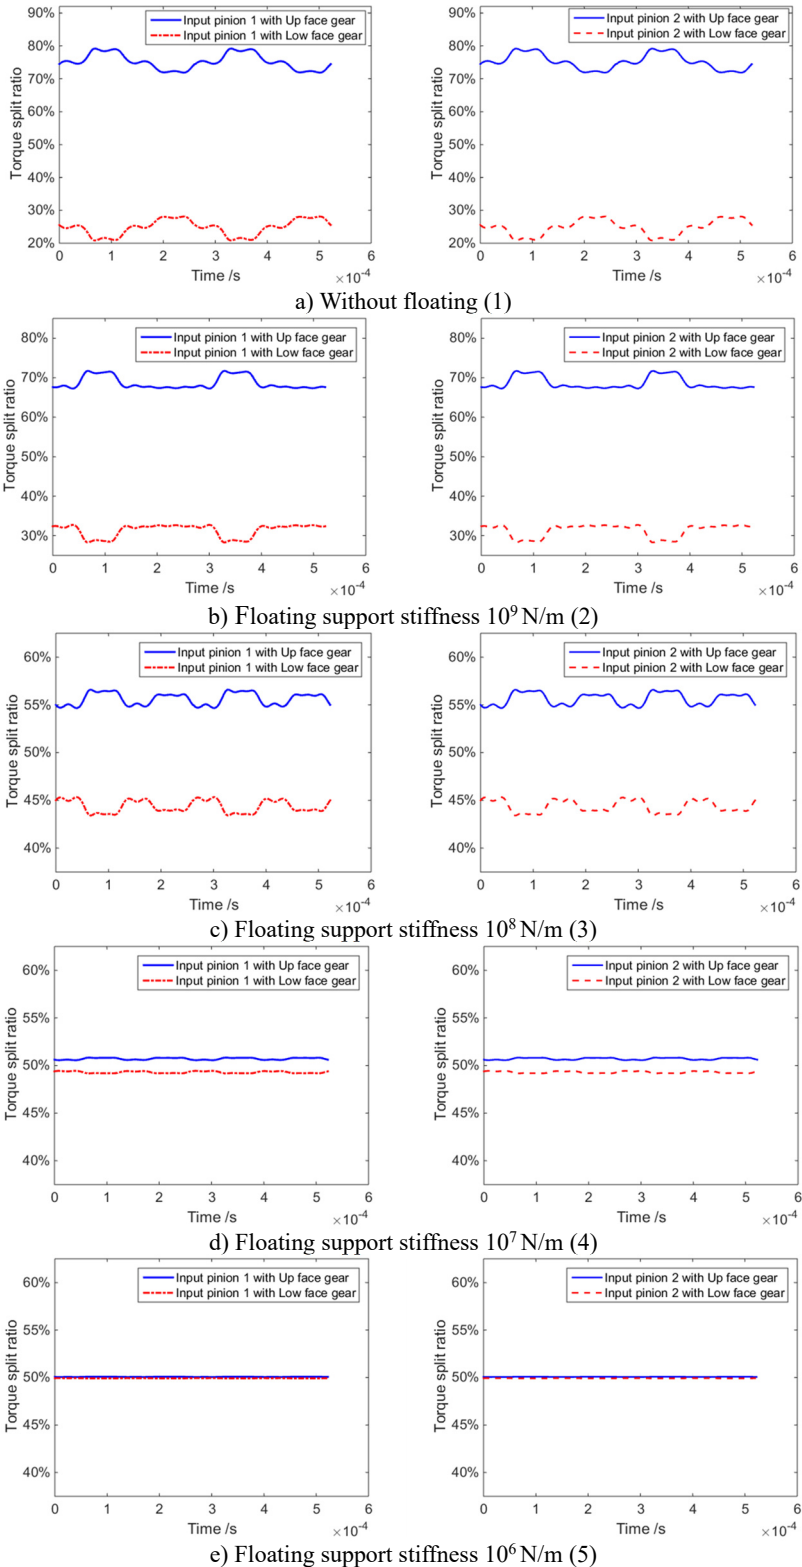 90%
80%
70%
60%
50%
40%
30%
20%
Torque split ratio
Input pinion 1 with Up face gear
Input pinion 1 with Low face gear
0 1 2 3 4 5 6
Time /s
×10-4
90%
80%
70%
60%
50%
40%
30%
20%
Torque split ratio
Input pinion 2 with Up face gear
Input pinion 2 with Low face gear
0 1 2 3 4 5 6
Time /s
×10-4
a) Without floating (1)
80%
70%
60%
50%
40%
30%
Torque split ratio
Input pinion 1 with Up face gear
Input pinion 1 with Low face gear
0 1 2 3 4 5 6
Time /s
×10-4
80%
70%
60%
50%
40%
30%
Torque split ratio
Input pinion 2 with Up face gear
Input pinion 2 with Low face gear
0 1 2 3 4 5 6
Time /s
×10-4
b) Floating support stiffness 10⁹ N/m (2)
60%
55%
50%
45%
40%
Torque split ratio
Input pinion 1 with Up face gear
Input pinion 1 with Low face gear
0 1 2 3 4 5 6
Time /s
×10-4
60%
55%
50%
45%
40%
Torque split ratio
Input pinion 2 with Up face gear
Input pinion 2 with Low face gear
0 1 2 3 4 5 6
Time /s
×10-4
c) Floating support stiffness 10⁸ N/m (3)
60%
55%
50%
45%
40%
Torque split ratio
Input pinion 1 with Up face gear
Input pinion 1 with Low face gear
0 1 2 3 4 5 6
Time /s
×10-4
60%
55%
50%
45%
40%
Torque split ratio
Input pinion 2 with Up face gear
Input pinion 2 with Low face gear
0 1 2 3 4 5 6
Time /s
×10-4
d) Floating support stiffness 10⁷ N/m (4)
60%
55%
50%
45%
40%
Torque split ratio
Input pinion 1 with Up face gear
Input pinion 1 with Low face gear
0 1 2 3 4 5 6
Time /s
×10-4
60%
55%
50%
45%
40%
Torque split ratio
Input pinion 2 with Up face gear
Input pinion 2 with Low face gear
0 1 2 3 4 5 6
Time /s
×10-4
e) Floating support stiffness 10⁶ N/m (5)